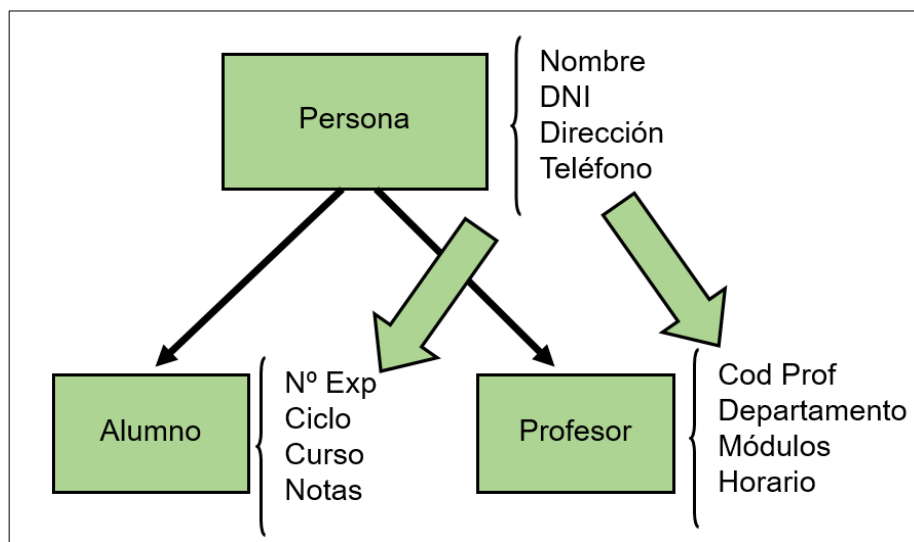 Persona
Nombre
DNI
Dirección
Teléfono
Alumno
Nº Exp
Ciclo
Curso
Notas
Profesor
Cod Prof
Departamento
Módulos
Horario